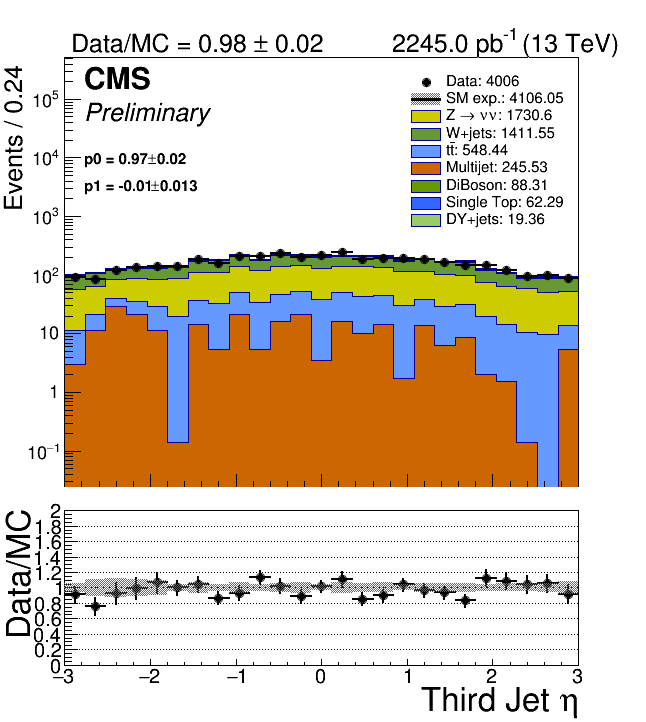 Data/MC = 0.98 ± 0.02 2245.0 pb⁻¹ (13 TeV)
Events / 0.24
CMS
Preliminary
p0 = 0.97±0.02
p1 = -0.01±0.013
Data: 4006
SM exp.: 4106.05
Z → νν: 1730.6
W+jets: 1411.55
tt̄: 548.44
Multijet: 245.53
DiBoson: 88.31
Single Top: 62.29
DY+jets: 19.36
10⁵
10⁴
10³
10²
10
1
10⁻¹
Data/MC
2
1.8
1.6
1.4
1.2
1
0.8
0.6
0.4
0.2
0
−3 −2 −1 0 1 2 3
Third Jet η